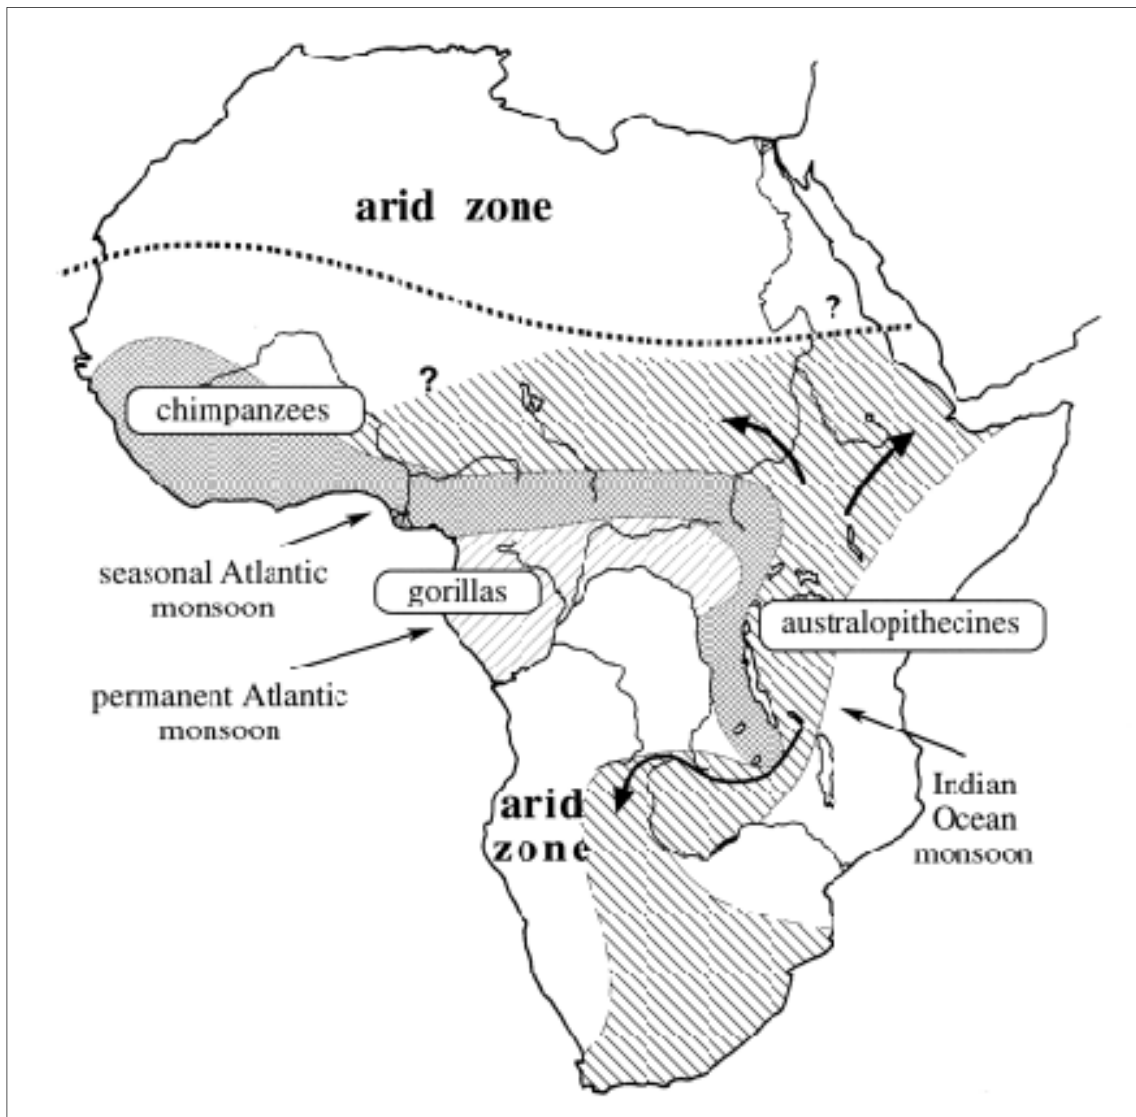 arid zone
?
?
chimpanzees
seasonal Atlantic
monsoon
gorillas
australopithecines
permanent Atlantic
monsoon
Indian
Ocean
monsoon
arid
zone